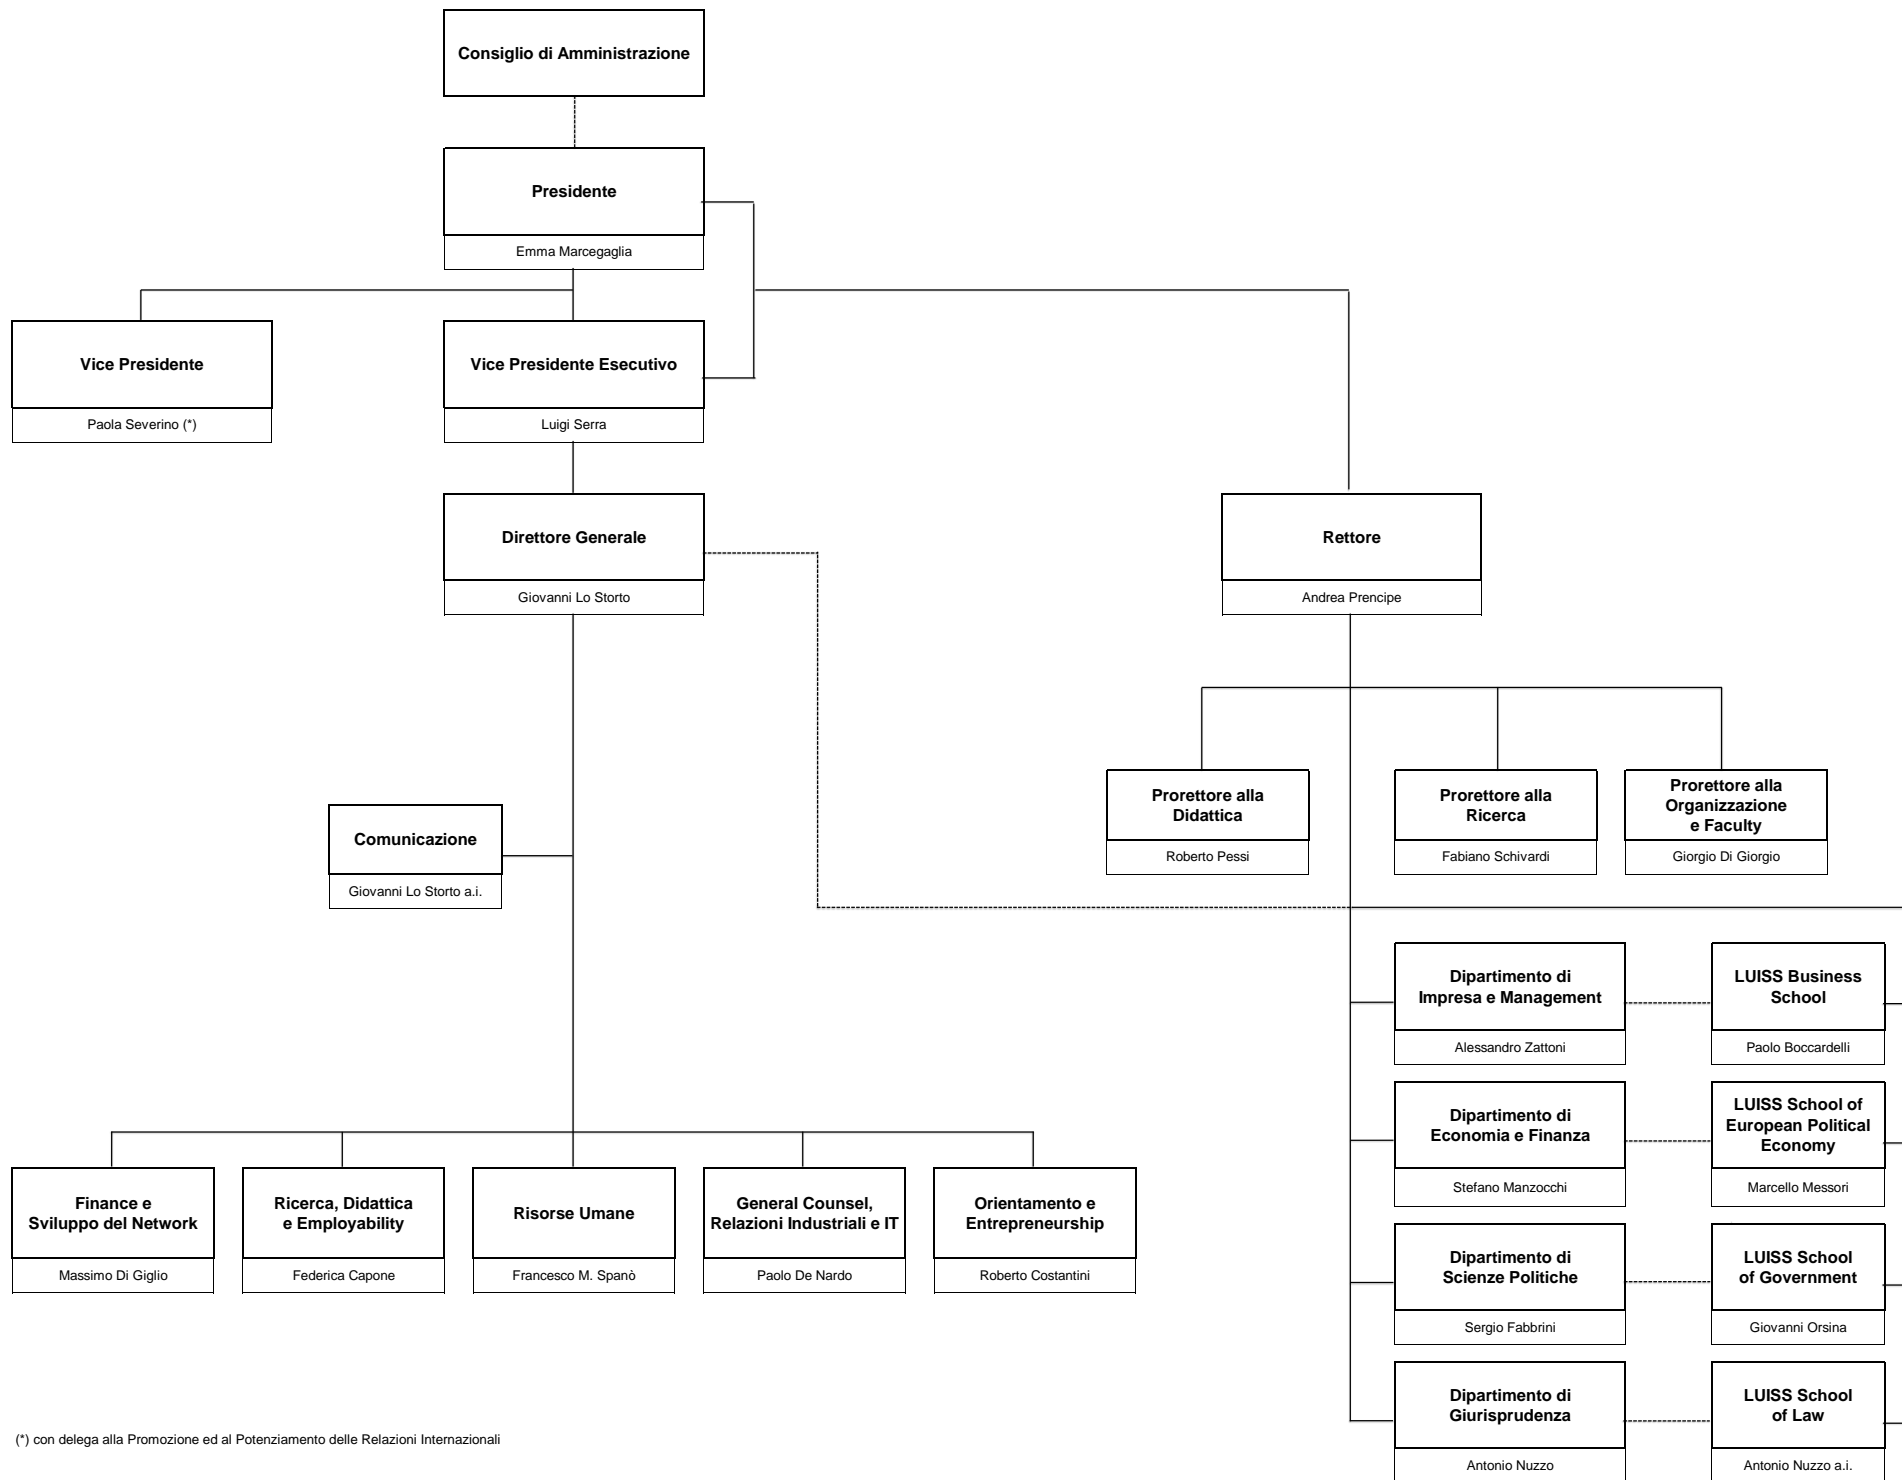 Consiglio di Amministrazione
Presidente
Emma Marcegaglia
Vice Presidente
Paola Severino (*)
Vice Presidente Esecutivo
Luigi Serra
Direttore Generale
Giovanni Lo Storto
Rettore
Andrea Prencipe
Prorettore alla
Didattica
Roberto Pessi
Prorettore alla
Ricerca
Fabiano Schivardi
Prorettore alla
Organizzazione
e Faculty
Giorgio Di Giorgio
Comunicazione
Giovanni Lo Storto a.i.
Dipartimento di
Impresa e Management
Alessandro Zattoni
LUISS Business
School
Paolo Boccardelli
Dipartimento di
Economia e Finanza
Stefano Manzocchi
LUISS School of
European Political
Economy
Marcello Messori
Finance e
Sviluppo del Network
Massimo Di Giglio
Ricerca, Didattica
e Employability
Federica Capone
Risorse Umane
Francesco M. Spanò
General Counsel,
Relazioni Industriali e IT
Paolo De Nardo
Orientamento e
Entrepreneurship
Roberto Costantini
Dipartimento di
Scienze Politiche
Sergio Fabbrini
LUISS School
of Government
Giovanni Orsina
Dipartimento di
Giurisprudenza
Antonio Nuzzo
LUISS School
of Law
Antonio Nuzzo a.i.
(*) con delega alla Promozione ed al Potenziamento delle Relazioni Internazionali